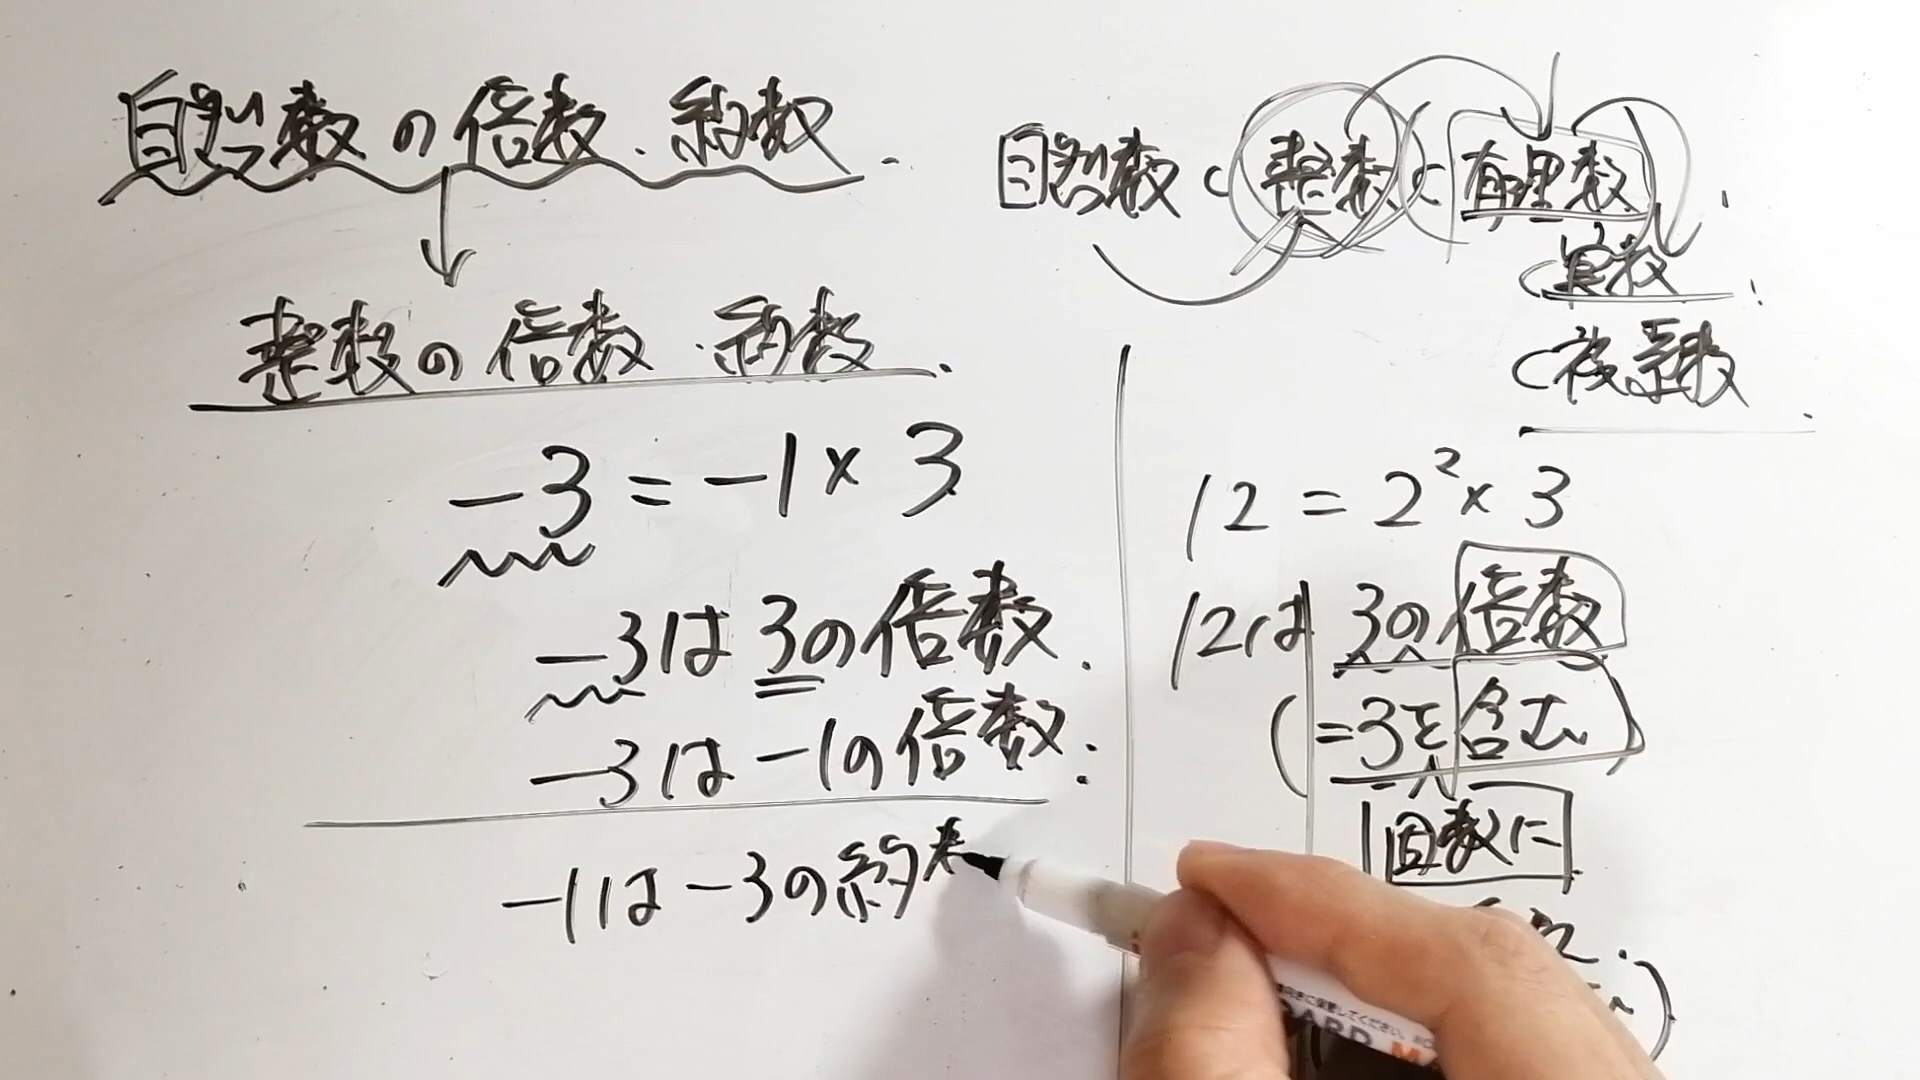 自然数の倍数、約数.
整数の倍数、約数.
-3 = -1 × 3
-3は3の倍数.
-3は-1の倍数.
-1は-3の約
自然数 ⊂ 整数 ⊂ 有理数
⊂実数
⊂複素数
12 = 2² × 3
12は 3の倍数
(=3を含む)
1個数に